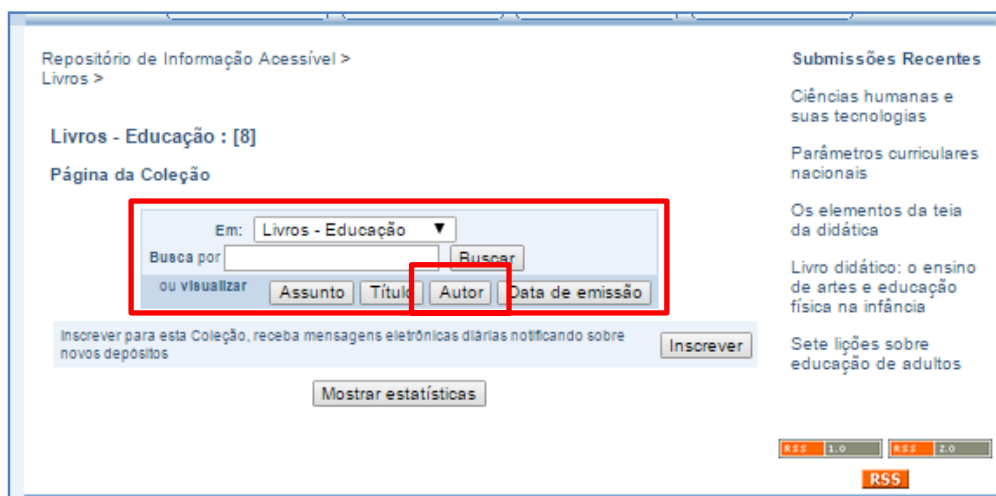 Repositório de Informação Acessível >
Livros >
Livros - Educação : [8]
Página da Coleção
Em: Livros - Educação ▼
Busca por Buscar
ou visualizar Assunto Título Autor Data de emissão
Inscrever para esta Coleção, receba mensagens eletrônicas diárias notificando sobre
novos depósitos
Inscrever
Mostrar estatísticas
Submissões Recentes
Ciências humanas e
suas tecnologias
Parâmetros curriculares
nacionais
Os elementos da teia
da didática
Livro didático: o ensino
de artes e educação
física na infância
Sete lições sobre
educação de adultos
RSS 1.0 RSS 2.0
RSS